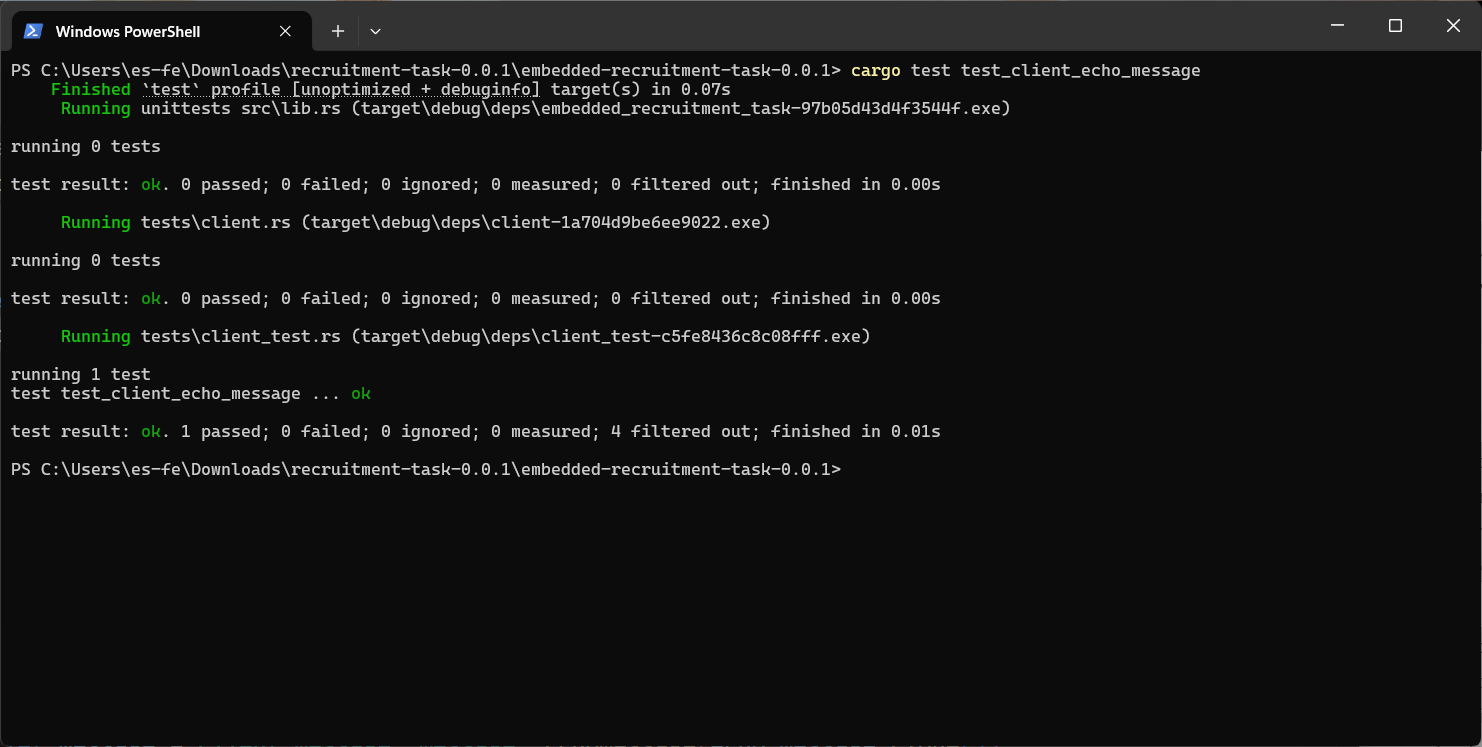 Windows PowerShell
PS C:\Users\es-fe\Downloads\recruitment-task-0.0.1\embedded-recruitment-task-0.0.1> cargo test test_client_echo_message
Finished `test` profile [unoptimized + debuginfo] target(s) in 0.07s
Running unittests src\lib.rs (target\debug\deps\embedded_recruitment_task-97b05d43d4f3544f.exe)
running 0 tests
test result: ok. 0 passed; 0 failed; 0 ignored; 0 measured; 0 filtered out; finished in 0.00s
Running tests\client.rs (target\debug\deps\client-1a704d9be6ee9022.exe)
running 0 tests
test result: ok. 0 passed; 0 failed; 0 ignored; 0 measured; 0 filtered out; finished in 0.00s
Running tests\client_test.rs (target\debug\deps\client_test-c5fe8436c8c08fff.exe)
running 1 test
test test_client_echo_message ... ok
test result: ok. 1 passed; 0 failed; 0 ignored; 0 measured; 4 filtered out; finished in 0.01s
PS C:\Users\es-fe\Downloads\recruitment-task-0.0.1\embedded-recruitment-task-0.0.1>